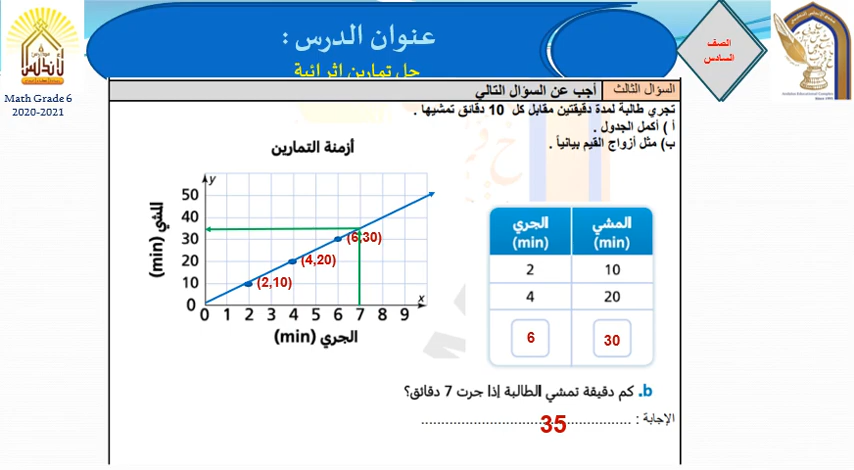 عنوان الدرس :
حل تمارين إثرائية
الصف
السادس
لأندلس
Math Grade 6
2020-2021
السؤال الثالث أجب عن السؤال التالي
تجري طالبة لمدة دقيقتين مقابل كل 10 دقائق تمشيها .
أ ) أكمل الجدول .
ب) مثل أزواج القيم بيانياً .
أزمنة التمارين
y
50
40
30
20
10
0
المشي (min)
(6,30)
(4,20)
(2,10)
x
0 1 2 3 4 5 6 7 8 9
الجري (min)
الجري (min) المشي (min)
2 10
4 20
6 30
b. كم دقيقة تمشي الطالبة إذا جرت 7 دقائق؟
الإجابة : 35